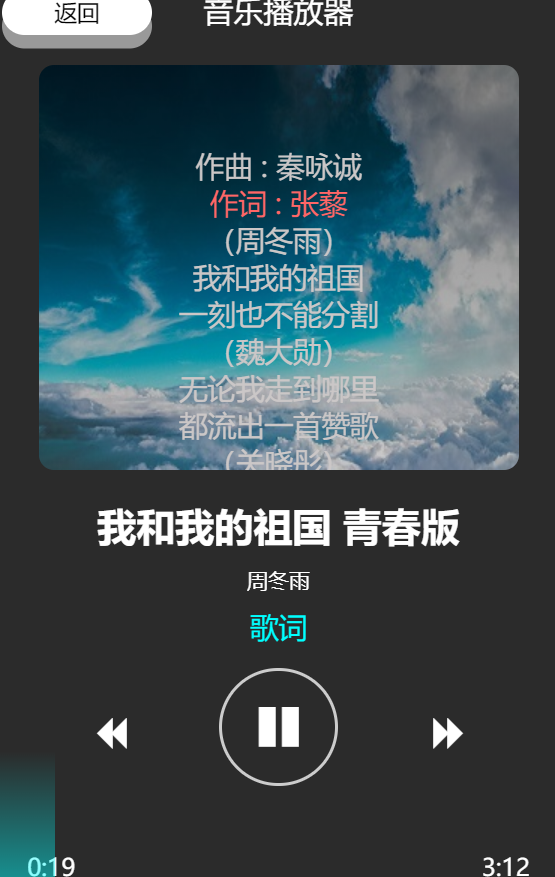 返回
音乐播放器
作曲 : 秦咏诚
作词 : 张藜
（周冬雨）
我和我的祖国
一刻也不能分割
（魏大勋）
无论我走到哪里
都流出一首赞歌
（关晓彤）
我和我的祖国 青春版
周冬雨
歌词
0:19
3:12